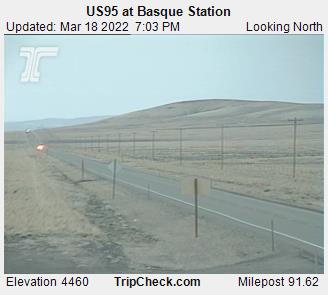 US95 at Basque Station
Updated: Mar 18 2022 7:03 PM Looking North
Elevation 4460 TripCheck.com Milepost 91.62